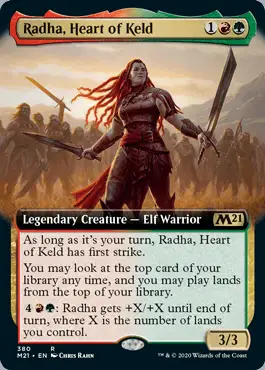 Radha, Heart of Keld 1
Legendary Creature — Elf Warrior M21
As long as it's your turn, Radha, Heart
of Keld has first strike.
You may look at the top card of your
library any time, and you may play lands
from the top of your library.
4: Radha gets +X/+X until end of
turn, where X is the number of lands
you control.
3/3
380 R
M21 • EN Chris Rahn
™ & © 2020 Wizards of the Coast